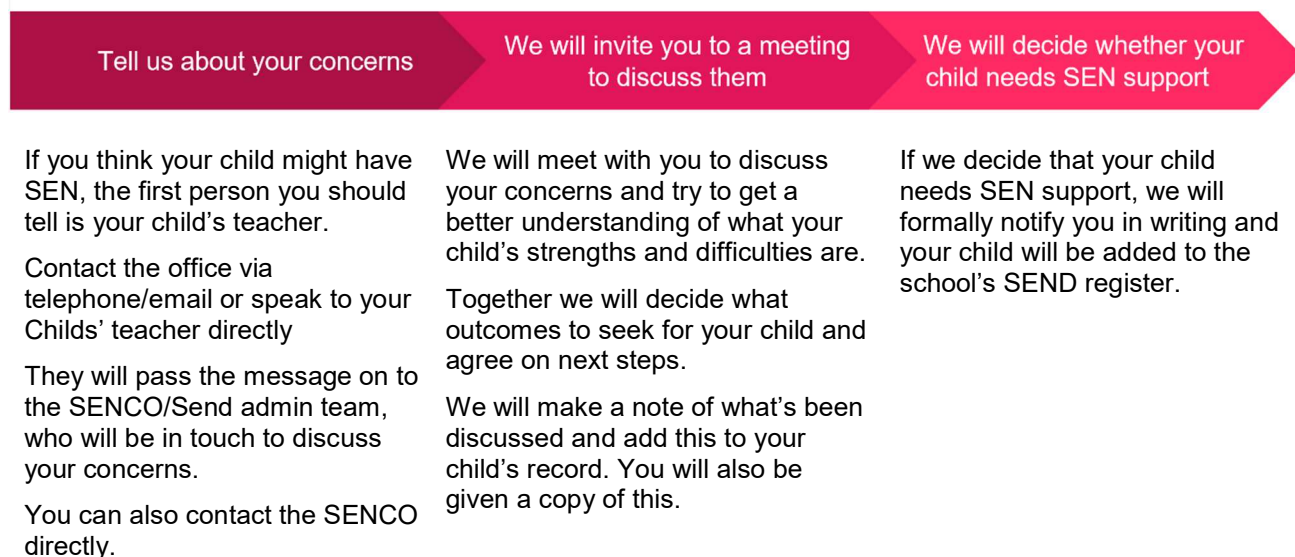 Tell us about your concerns
We will invite you to a meeting
to discuss them
We will decide whether your
child needs SEN support
If you think your child might have
SEN, the first person you should
tell is your child’s teacher.
Contact the office via
telephone/email or speak to your
Childs’ teacher directly
They will pass the message on to
the SENCO/Send admin team,
who will be in touch to discuss
your concerns.
You can also contact the SENCO
directly.
We will meet with you to discuss
your concerns and try to get a
better understanding of what your
child’s strengths and difficulties are.
Together we will decide what
outcomes to seek for your child and
agree on next steps.
We will make a note of what’s been
discussed and add this to your
child’s record. You will also be
given a copy of this.
If we decide that your child
needs SEN support, we will
formally notify you in writing and
your child will be added to the
school’s SEND register.